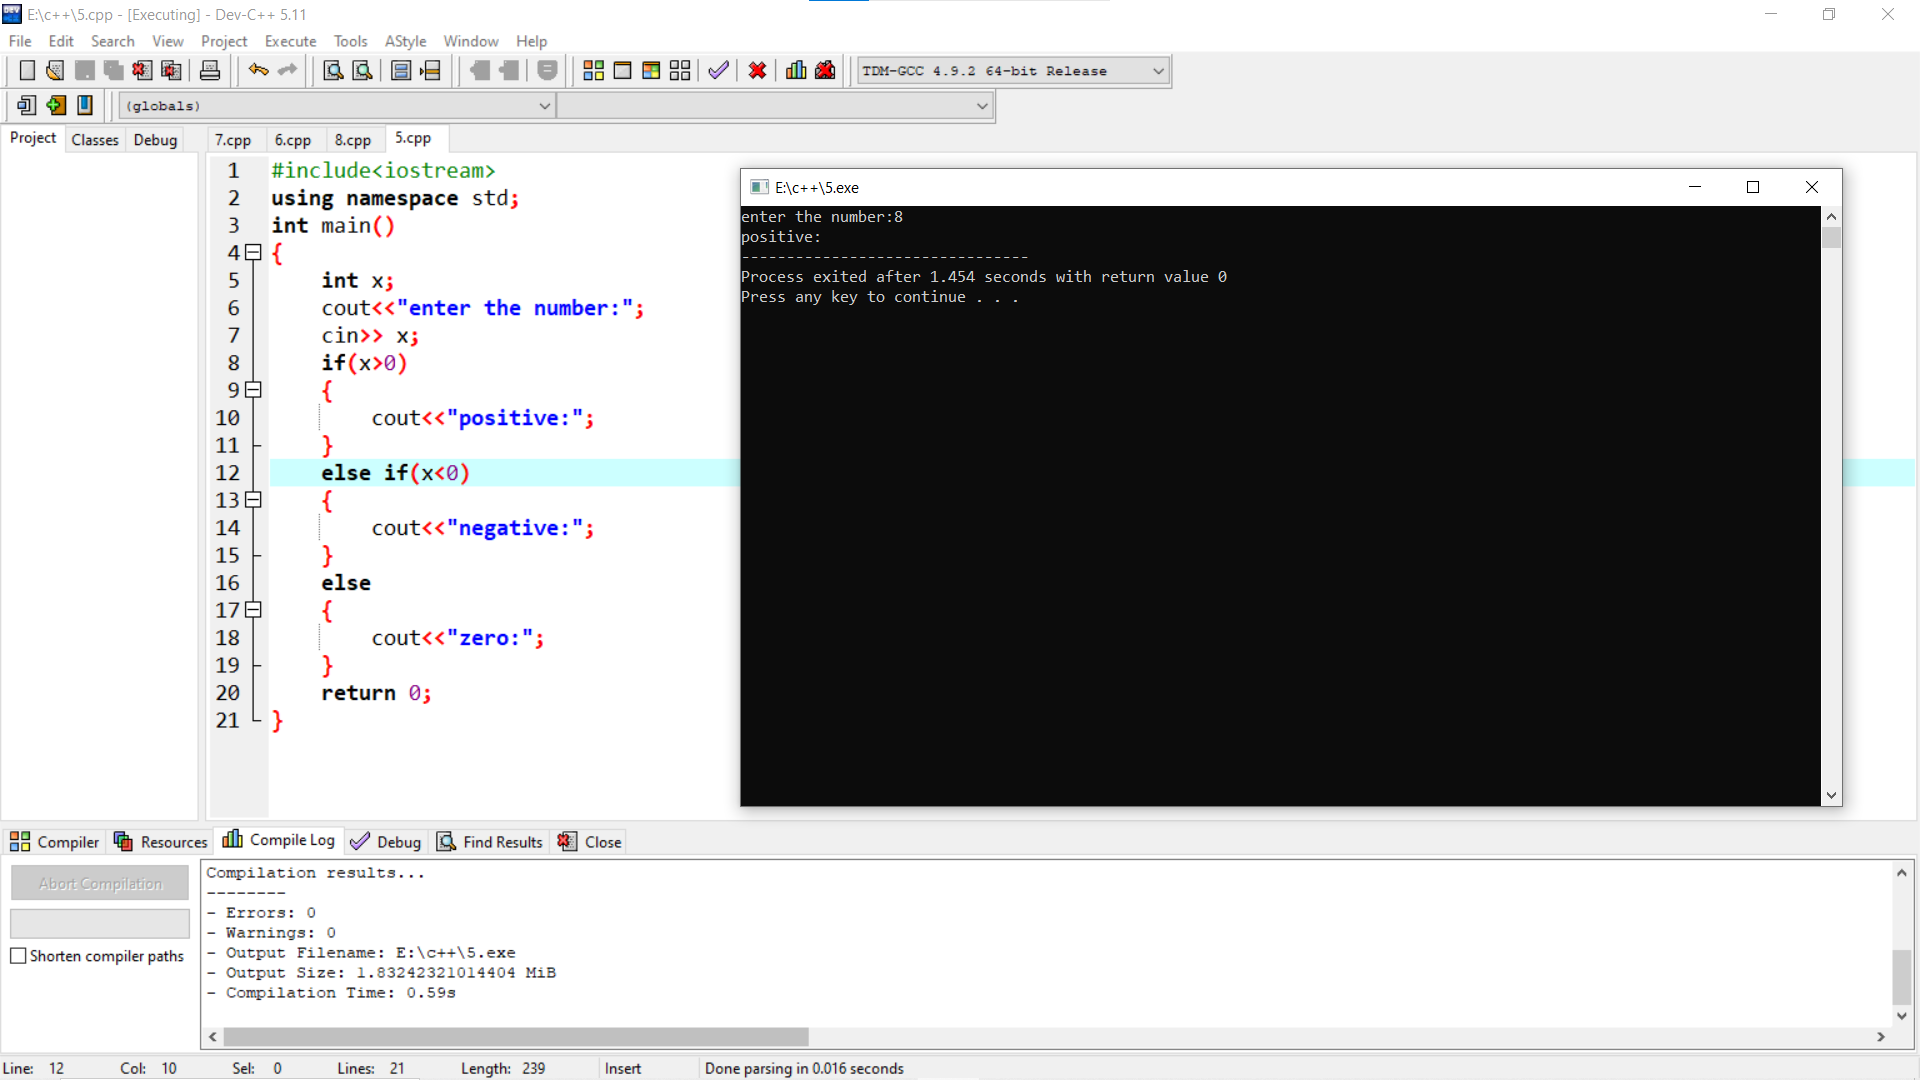 E:\c++\5.cpp - [Executing] - Dev-C++ 5.11
File Edit Search View Project Execute Tools AStyle Window Help
TDM-GCC 4.9.2 64-bit Release
(globals)
Project Classes Debug
7.cpp 6.cpp 8.cpp 5.cpp
1 #include<iostream>
2 using namespace std;
3 int main()
4 {
5 int x;
6 cout<<"enter the number:";
7 cin>> x;
8 if(x>0)
9 {
10 cout<<"positive:";
11 }
12 else if(x<0)
13 {
14 cout<<"negative:";
15 }
16 else
17 {
18 cout<<"zero:";
19 }
20 return 0;
21 }
E:\c++\5.exe
enter the number:8
positive:
--------------------------------
Process exited after 1.454 seconds with return value 0
Press any key to continue . . .
Compiler Resources Compile Log Debug Find Results Close
Abort Compilation
Shorten compiler paths
Compilation results...
--------
- Errors: 0
- Warnings: 0
- Output Filename: E:\c++\5.exe
- Output Size: 1.83242321014404 MiB
- Compilation Time: 0.59s
Line: 12 Col: 10 Sel: 0 Lines: 21 Length: 239 Insert Done parsing in 0.016 seconds